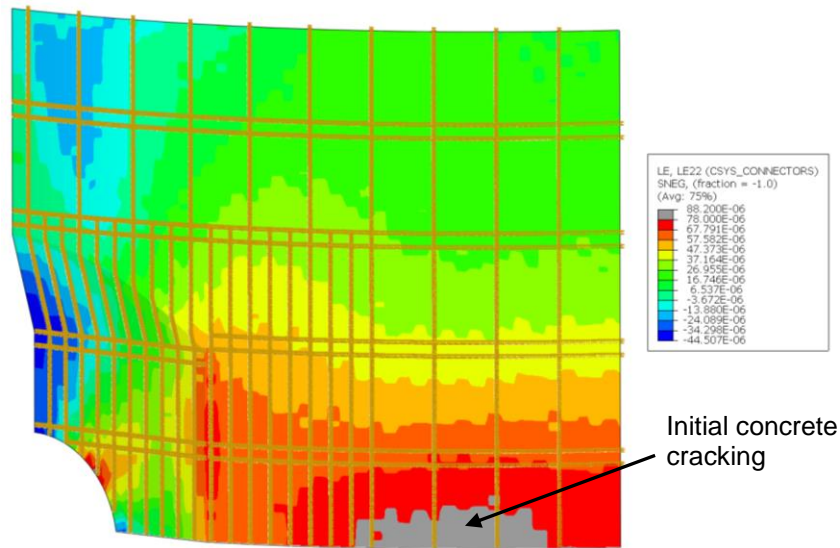 LE, LE22 (CSYS_CONNECTORS)
SNEG, (fraction = -1.0)
(Avg: 75%)
88.200E-06
78.000E-06
67.791E-06
57.582E-06
47.373E-06
37.164E-06
26.955E-06
16.746E-06
6.537E-06
-3.672E-06
-13.880E-06
-24.089E-06
-34.298E-06
-44.507E-06
Initial concrete
cracking